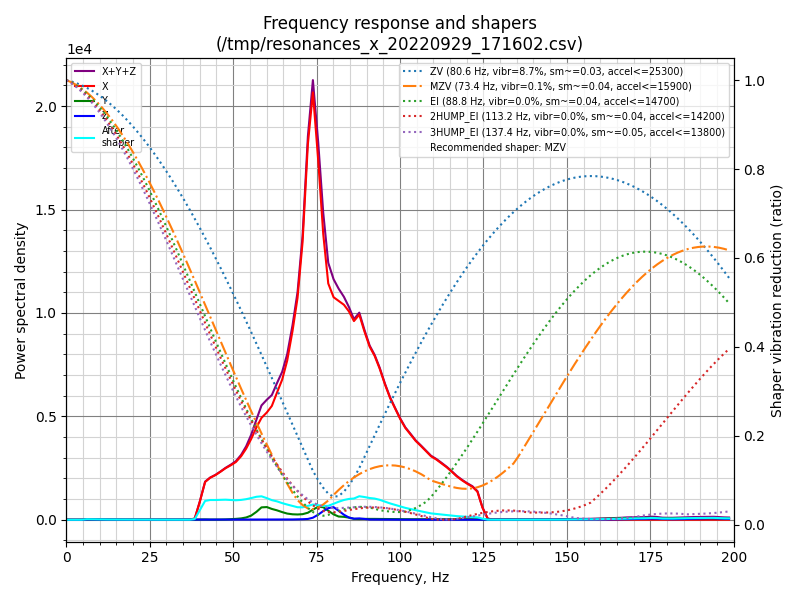 Frequency response and shapers
(/tmp/resonances_x_20220929_171602.csv)
1e4
X+Y+Z
X
Y
Z
After
shaper
ZV (80.6 Hz, vibr=8.7%, sm~=0.03, accel<=25300)
MZV (73.4 Hz, vibr=0.1%, sm~=0.04, accel<=15900)
EI (88.8 Hz, vibr=0.0%, sm~=0.04, accel<=14700)
2HUMP_EI (113.2 Hz, vibr=0.0%, sm~=0.04, accel<=14200)
3HUMP_EI (137.4 Hz, vibr=0.0%, sm~=0.05, accel<=13800)
Recommended shaper: MZV
Power spectral density
2.0
1.5
1.0
0.5
0.0
1.0
0.8
0.6
0.4
0.2
0.0
Shaper vibration reduction (ratio)
0 25 50 75 100 125 150 175 200
Frequency, Hz